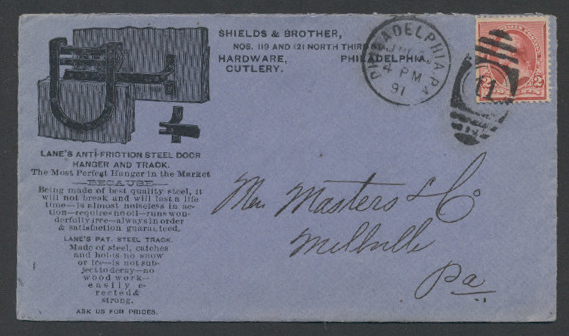 SHIELDS & BROTHER,
NOS. 119 AND 121 NORTH THIRD
HARDWARE, PHILADELPHIA
CUTLERY.
PHILADELPHIA, PA
4 PM
91
11
2 2
LANE'S ANTI-FRICTION STEEL DOOR
HANGER AND TRACK.
The Most Perfect Hanger in the Market
—BECAUSE—
Being made of best quality steel, it
will not break and will last a life
time—is almost noiseless in ac-
tion—requires no oil—runs won-
derfully free—always in order
& satisfaction guaranteed.
LANE'S PAT. STEEL TRACK.
Made of steel, catches
and holds no snow
or ice—is not sub-
ject to decay—no
wood work—
easily e-
rected &
strong.
ASK US FOR PRICES.
Masters & Co
Millville
Pa